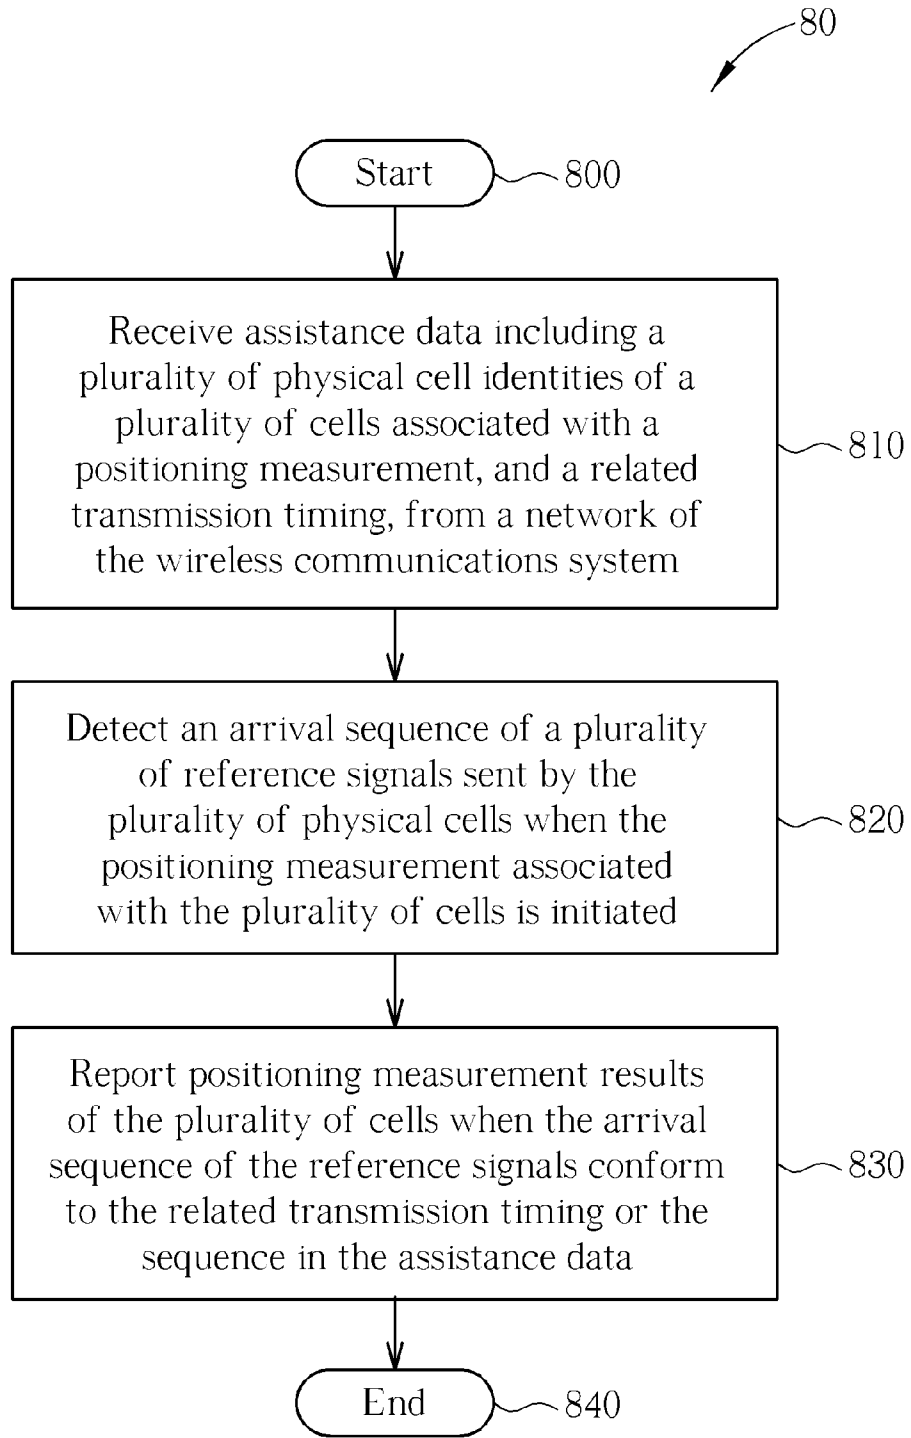 80
Start
800
Receive assistance data including a
plurality of physical cell identities of a
plurality of cells associated with a
positioning measurement, and a related
transmission timing, from a network of
the wireless communications system
810
Detect an arrival sequence of a plurality
of reference signals sent by the
plurality of physical cells when the
positioning measurement associated
with the plurality of cells is initiated
820
Report positioning measurement results
of the plurality of cells when the arrival
sequence of the reference signals conform
to the related transmission timing or the
sequence in the assistance data
830
End
840